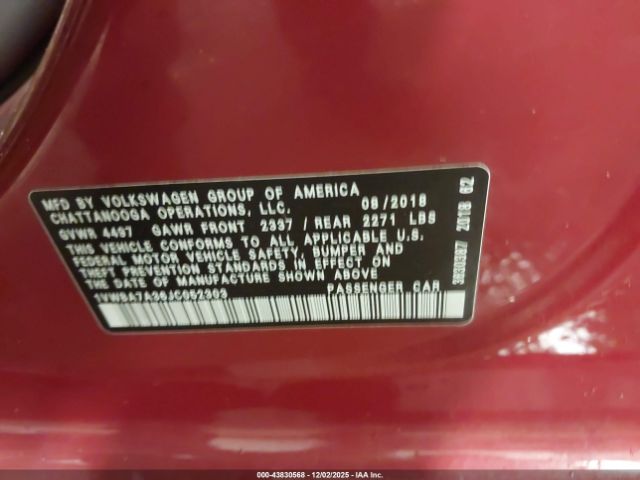 MFD BY VOLKSWAGEN GROUP OF AMERICA
CHATTANOOGA OPERATIONS, LLC. 08/2018
GVWR 4497 GAWR FRONT 2337 / REAR 2271 LBS
THIS VEHICLE CONFORMS TO ALL APPLICABLE U.S.
FEDERAL MOTOR VEHICLE SAFETY, BUMPER AND
THEFT PREVENTION STANDARDS IN EFFECT ON
THE DATE OF MANUFACTURE SHOWN ABOVE
PASSENGER CAR
2018 62
000-43830568 • 12/02/2025 • IAA Inc.